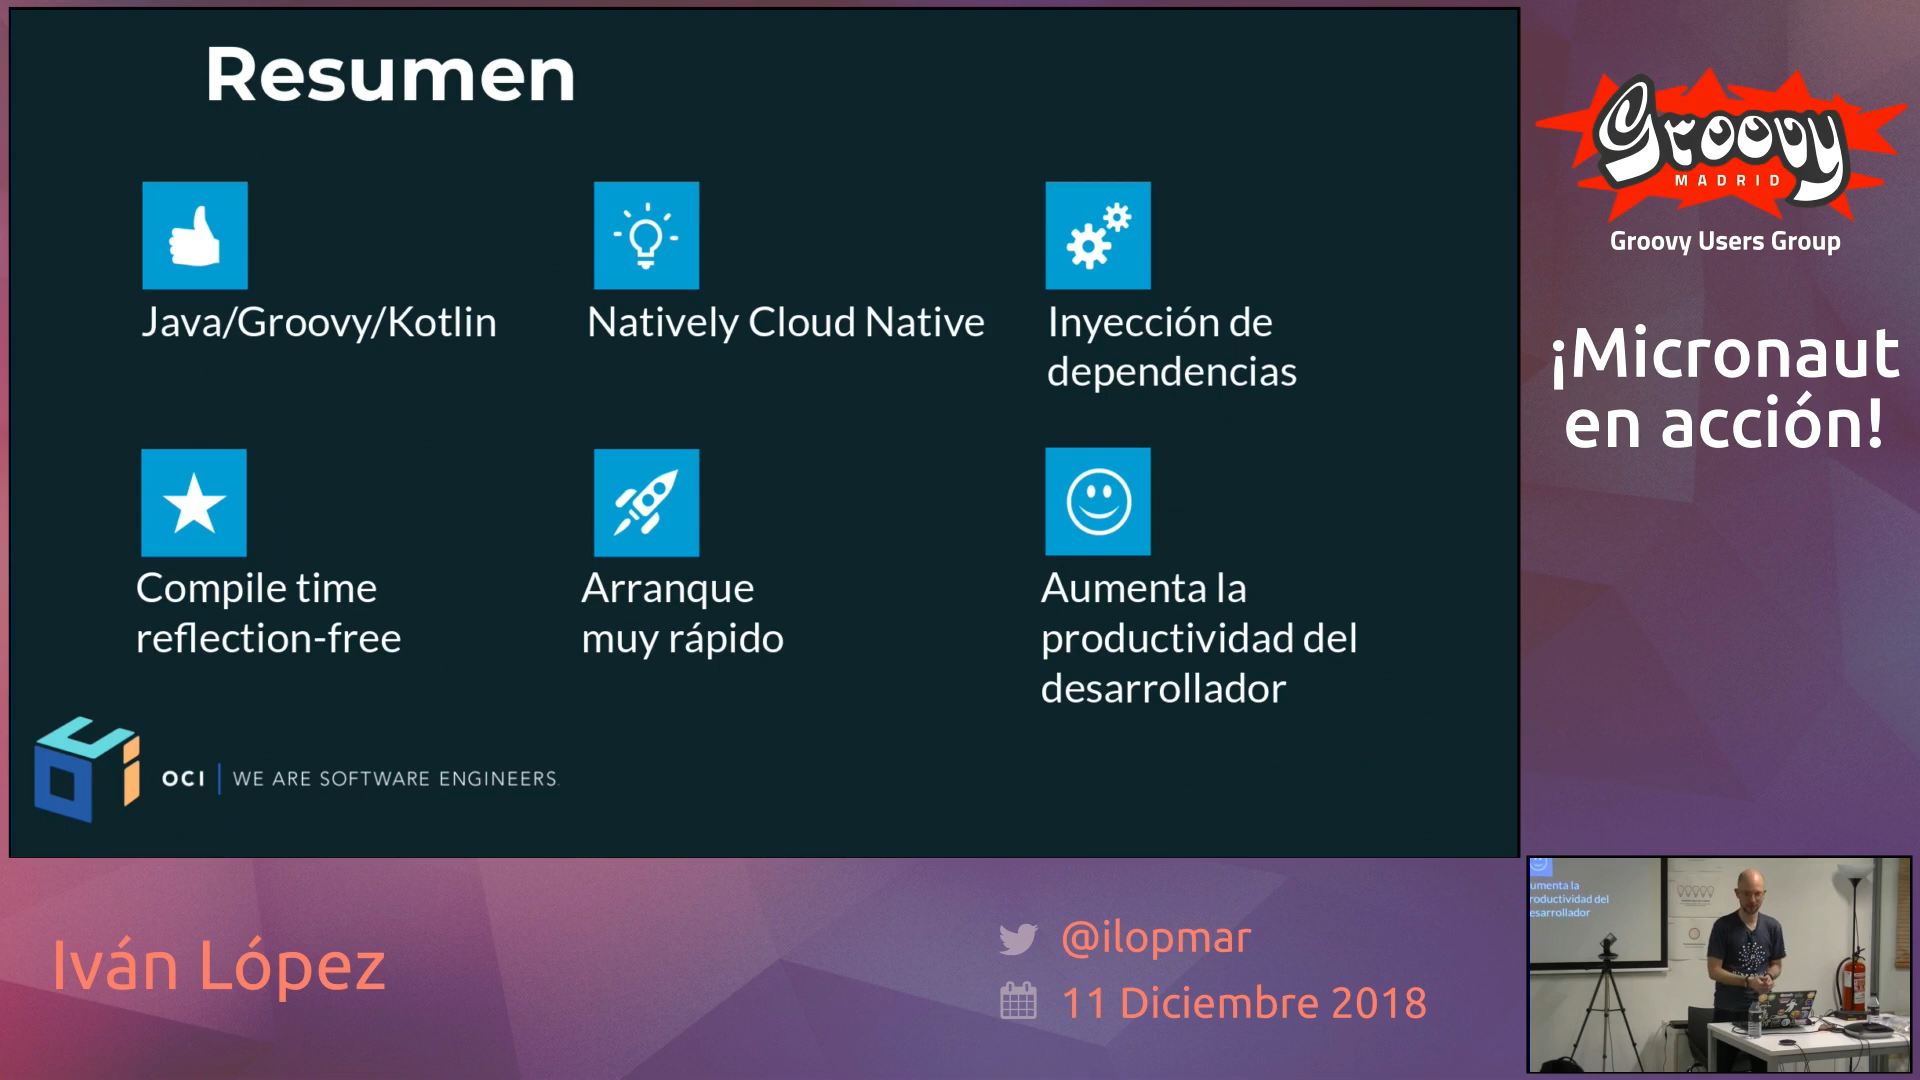 Resumen
Java/Groovy/Kotlin
Natively Cloud Native
Inyección de
dependencias
Compile time
reflection-free
Arranque
muy rápido
Aumenta la
productividad del
desarrollador
OCI | WE ARE SOFTWARE ENGINEERS.
Groovy
MADRID
Groovy Users Group
¡Micronaut
en acción!
umenta la
roductividad del
esarrollador
Iván López
@ilopmar
11 Diciembre 2018